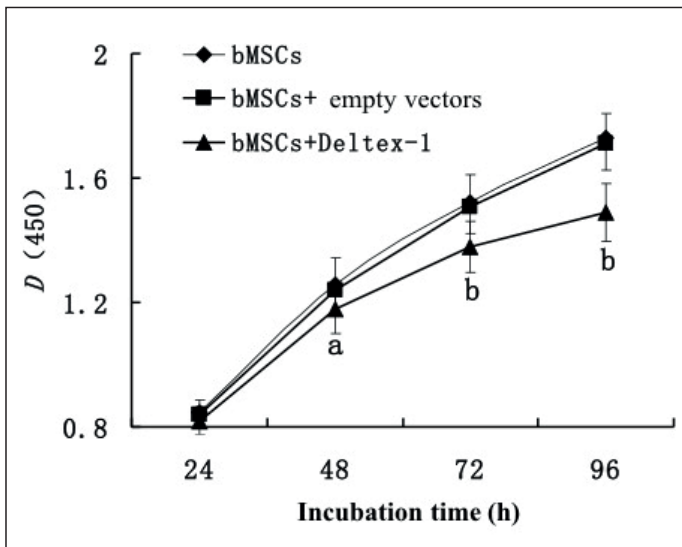 2
bMSCs
bMSCs+ empty vectors
bMSCs+Deltex-1
1.6
D (450)
1.2
a
b
b
0.8
24 48 72 96
Incubation time (h)